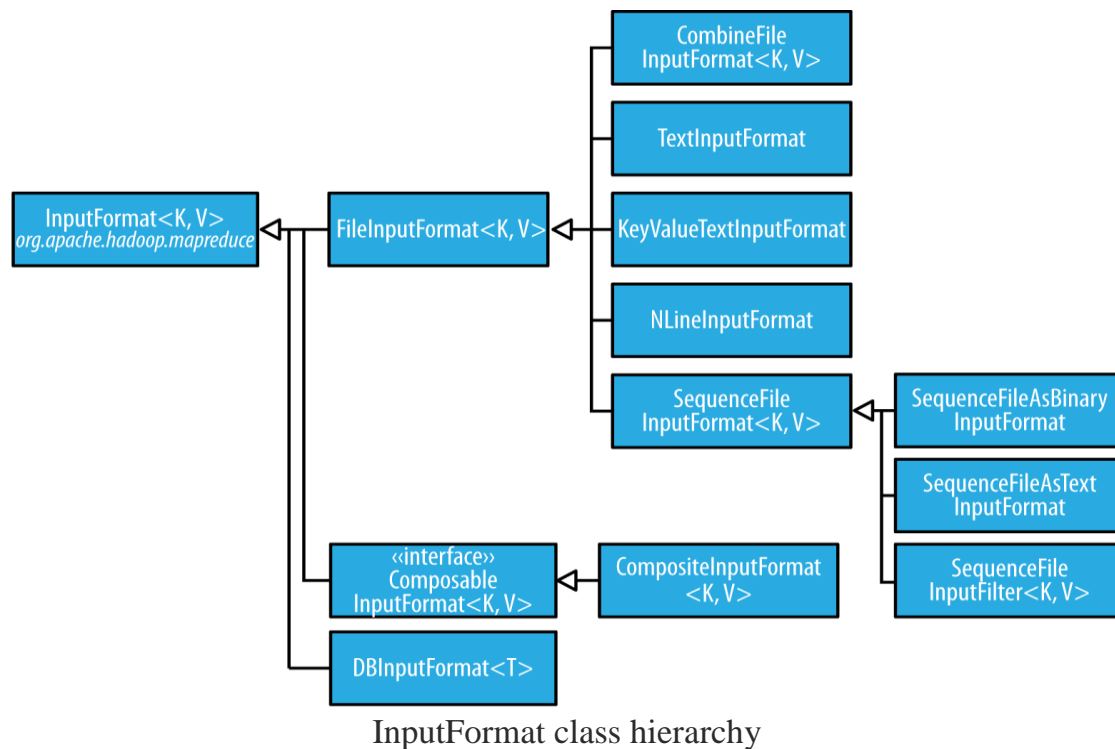 InputFormat<K, V>
org.apache.hadoop.mapreduce
FileInputFormat<K, V>
CombineFile
InputFormat<K, V>
TextInputFormat
KeyValueTextInputFormat
NLineInputFormat
SequenceFile
InputFormat<K, V>
SequenceFileAsBinary
InputFormat
SequenceFileAsText
InputFormat
SequenceFile
InputFilter<K, V>
«interface»
Composable
InputFormat<K, V>
CompositeInputFormat
<K, V>
DBInputFormat<T>
InputFormat class hierarchy